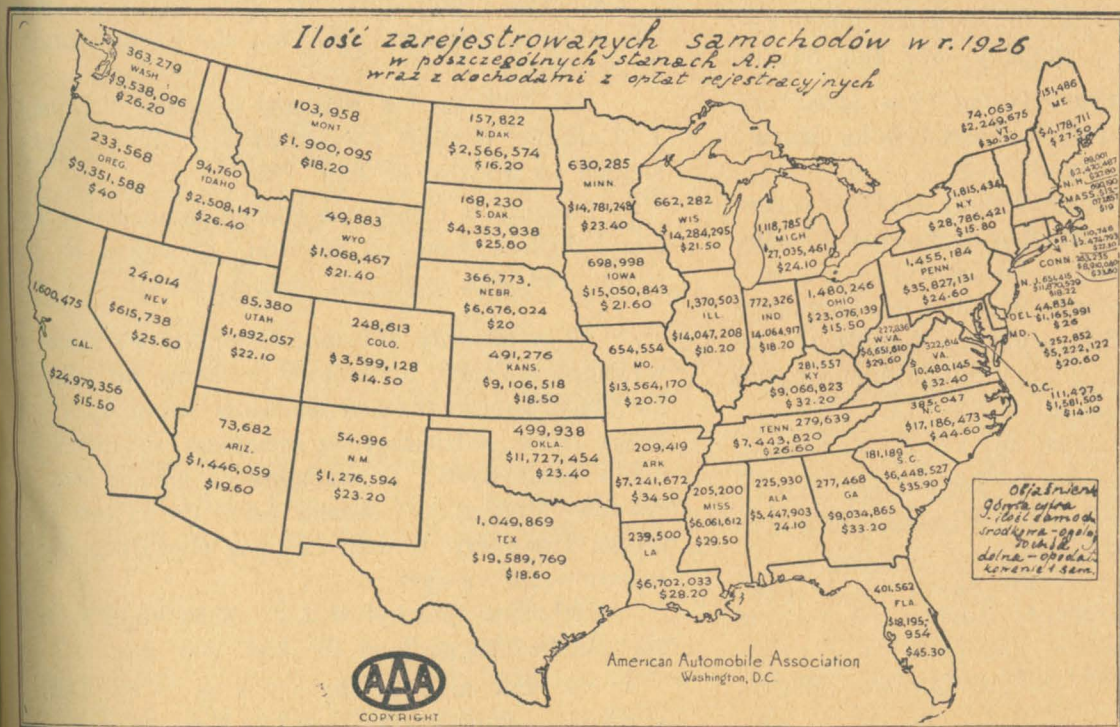 Ilość zarejestrowanych samochodów w r. 1926
w poszczególnych stanach A.P.
wraz z dochodami z opłat rejestracyjnych
363,279
WASH
$9,538,096
$26.20
233,568
OREG.
$9,351,588
$40
94,760
IDAHO
$2,508,147
$26.40
103,958
MONT
$1,900,095
$18.20
157,822
N.DAK
$2,566,574
$16.20
168,230
S.DAK
$4,353,938
$25.80
49,883
WYO
$1,068,467
$21.40
24,014
NEV
$615,738
$25.60
1,600,475
CAL.
$24,979,356
$15.50
85,380
UTAH
$1,892,057
$22.10
248,613
COLO.
$3,599,128
$14.50
366,773
NEBR.
$6,676,024
$20
491,276
KANS.
$9,106,518
$18.50
73,682
ARIZ.
$1,446,059
$19.60
54,996
N.M.
$1,276,594
$23.20
499,938
OKLA.
$11,727,454
$23.40
1,049,869
TEX
$19,589,769
$18.60
630,285
MINN.
$14,781,248
$23.40
698,998
IOWA
$15,050,843
$21.60
654,554
MO.
$13,564,170
$20.70
209,419
ARK
$7,241,672
$34.50
239,500
LA
$6,702,033
$28.20
662,282
WIS
$14,284,295
$21.50
1,370,503
ILL.
$14,047,208
$10.20
1,118,785
MICH
$27,035,461
$24.10
772,326
IND
14,064,917
$18.20
1,480,246
OHIO
$23,076,139
$15.50
281,557
KY
$9,066,823
$32.20
TENN. 279,639
$7,443,820
$26.60
205,200
MISS
$6,061,612
$29.50
225,930
ALA
$5,447,903
24.10
277,468
GA
$9,034,865
$33.20
401,562
FLA.
$18,195,
954
$45.30
181,189
S.C.
$6,448,527
$35.90
385,047
N.C
$17,186,473
$44.60
W.VA.
$6,651,610
$29.60
VA.
10,480,145
$32.40
1,455,184
PENN.
$35,827,131
$24.60
1,815,434
N.Y
$28,786,421
$15.80
74,063
$2,249,675
VT
$30.30
151,486
ME.
$4,178,711
$27.50
N.H.
MASS.
R.I.
CONN.
N.J.
DEL. 44,834
$1,165,991
$26
MD.
252,852
$5,222,122
$20.60
D.C.
111,497
$1,581,505
$14.10
Objaśnienie
górna cyfra
ilość samoch
środkowa - ogólny
dochód
dolna - opodat
kowanie 1 sam.
AAA
COPYRIGHT
American Automobile Association
Washington, D.C.